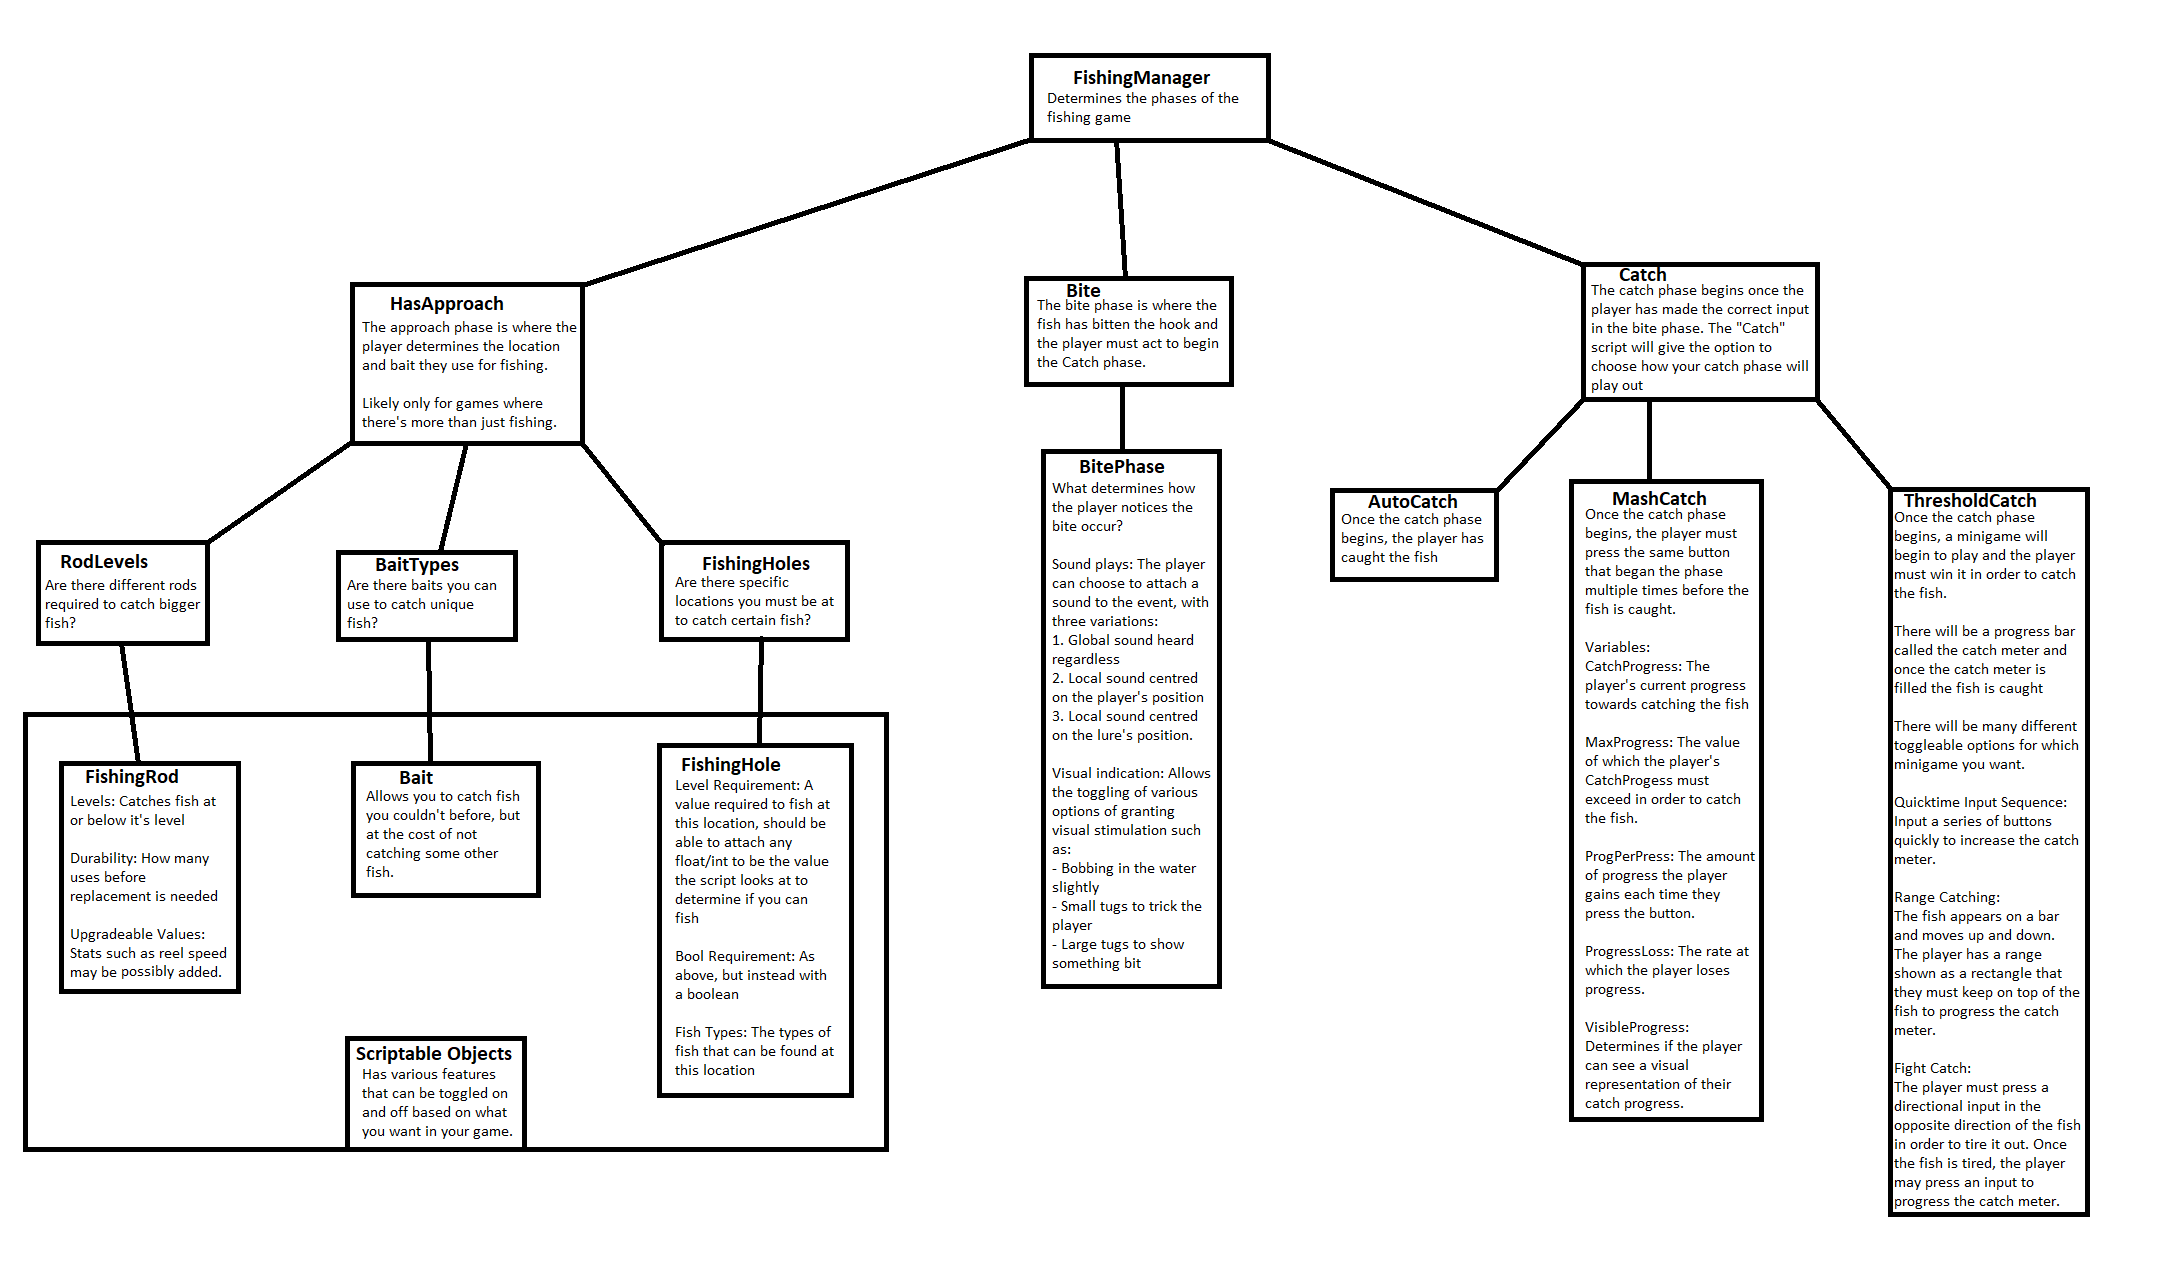 FishingManager
Determines the phases of the
fishing game
HasApproach
The approach phase is where the
player determines the location
and bait they use for fishing.
Likely only for games where
there's more than just fishing.
Bite
The bite phase is where the
fish has bitten the hook and
the player must act to begin
the Catch phase.
Catch
The catch phase begins once the
player has made the correct input
in the bite phase. The "Catch"
script will give the option to
choose how your catch phase will
play out
RodLevels
Are there different rods
required to catch bigger
fish?
BaitTypes
Are there baits you can
use to catch unique
fish?
FishingHoles
Are there specific
locations you must be at
to catch certain fish?
BitePhase
What determines how
the player notices the
bite occur?
Sound plays: The player
can choose to attach a
sound to the event, with
three variations:
1. Global sound heard
regardless
2. Local sound centred
on the player's position
3. Local sound centred
on the lure's position.
Visual indication: Allows
the toggling of various
options of granting
visual stimulation such
as:
- Bobbing in the water
slightly
- Small tugs to trick the
player
- Large tugs to show
something bit
AutoCatch
Once the catch phase
begins, the player has
caught the fish
MashCatch
Once the catch phase
begins, the player must
press the same button
that began the phase
multiple times before the
fish is caught.
Variables:
CatchProgress: The
player's current progress
towards catching the fish
MaxProgress: The value
of which the player's
CatchProgess must
exceed in order to catch
the fish.
ProgPerPress: The amount
of progress the player
gains each time they
press the button.
ProgressLoss: The rate at
which the player loses
progress.
VisibleProgress:
Determines if the player
can see a visual
representation of their
catch progress.
ThresholdCatch
Once the catch phase
begins, a minigame will
begin to play and the player
must win it in order to catch
the fish.
There will be a progress bar
called the catch meter and
once the catch meter is
filled the fish is caught
There will be many different
toggleable options for which
minigame you want.
Quicktime Input Sequence:
Input a series of buttons
quickly to increase the catch
meter.
Range Catching:
The fish appears on a bar
and moves up and down.
The player has a range
shown as a rectangle that
they must keep on top of the
fish to progress the catch
meter.
Fight Catch:
The player must press a
directional input in the
opposite direction of the fish
in order to tire it out. Once
the fish is tired, the player
may press an input to
progress the catch meter.
FishingRod
Levels: Catches fish at
or below it's level
Durability: How many
uses before
replacement is needed
Upgradeable Values:
Stats such as reel speed
may be possibly added.
Bait
Allows you to catch fish
you couldn't before, but
at the cost of not
catching some other
fish.
FishingHole
Level Requirement: A
value required to fish at
this location, should be
able to attach any
float/int to be the value
the script looks at to
determine if you can
fish
Bool Requirement: As
above, but instead with
a boolean
Fish Types: The types of
fish that can be found at
this location
Scriptable Objects
Has various features
that can be toggled on
and off based on what
you want in your game.